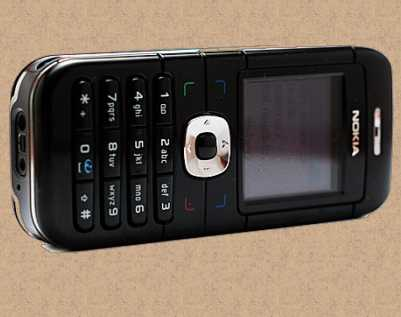 NOKIA
1 2 abc def 3
4 ghi 5 jkl mno 6
7 pqrs 8 tuv wxyz 9
* + 0 #